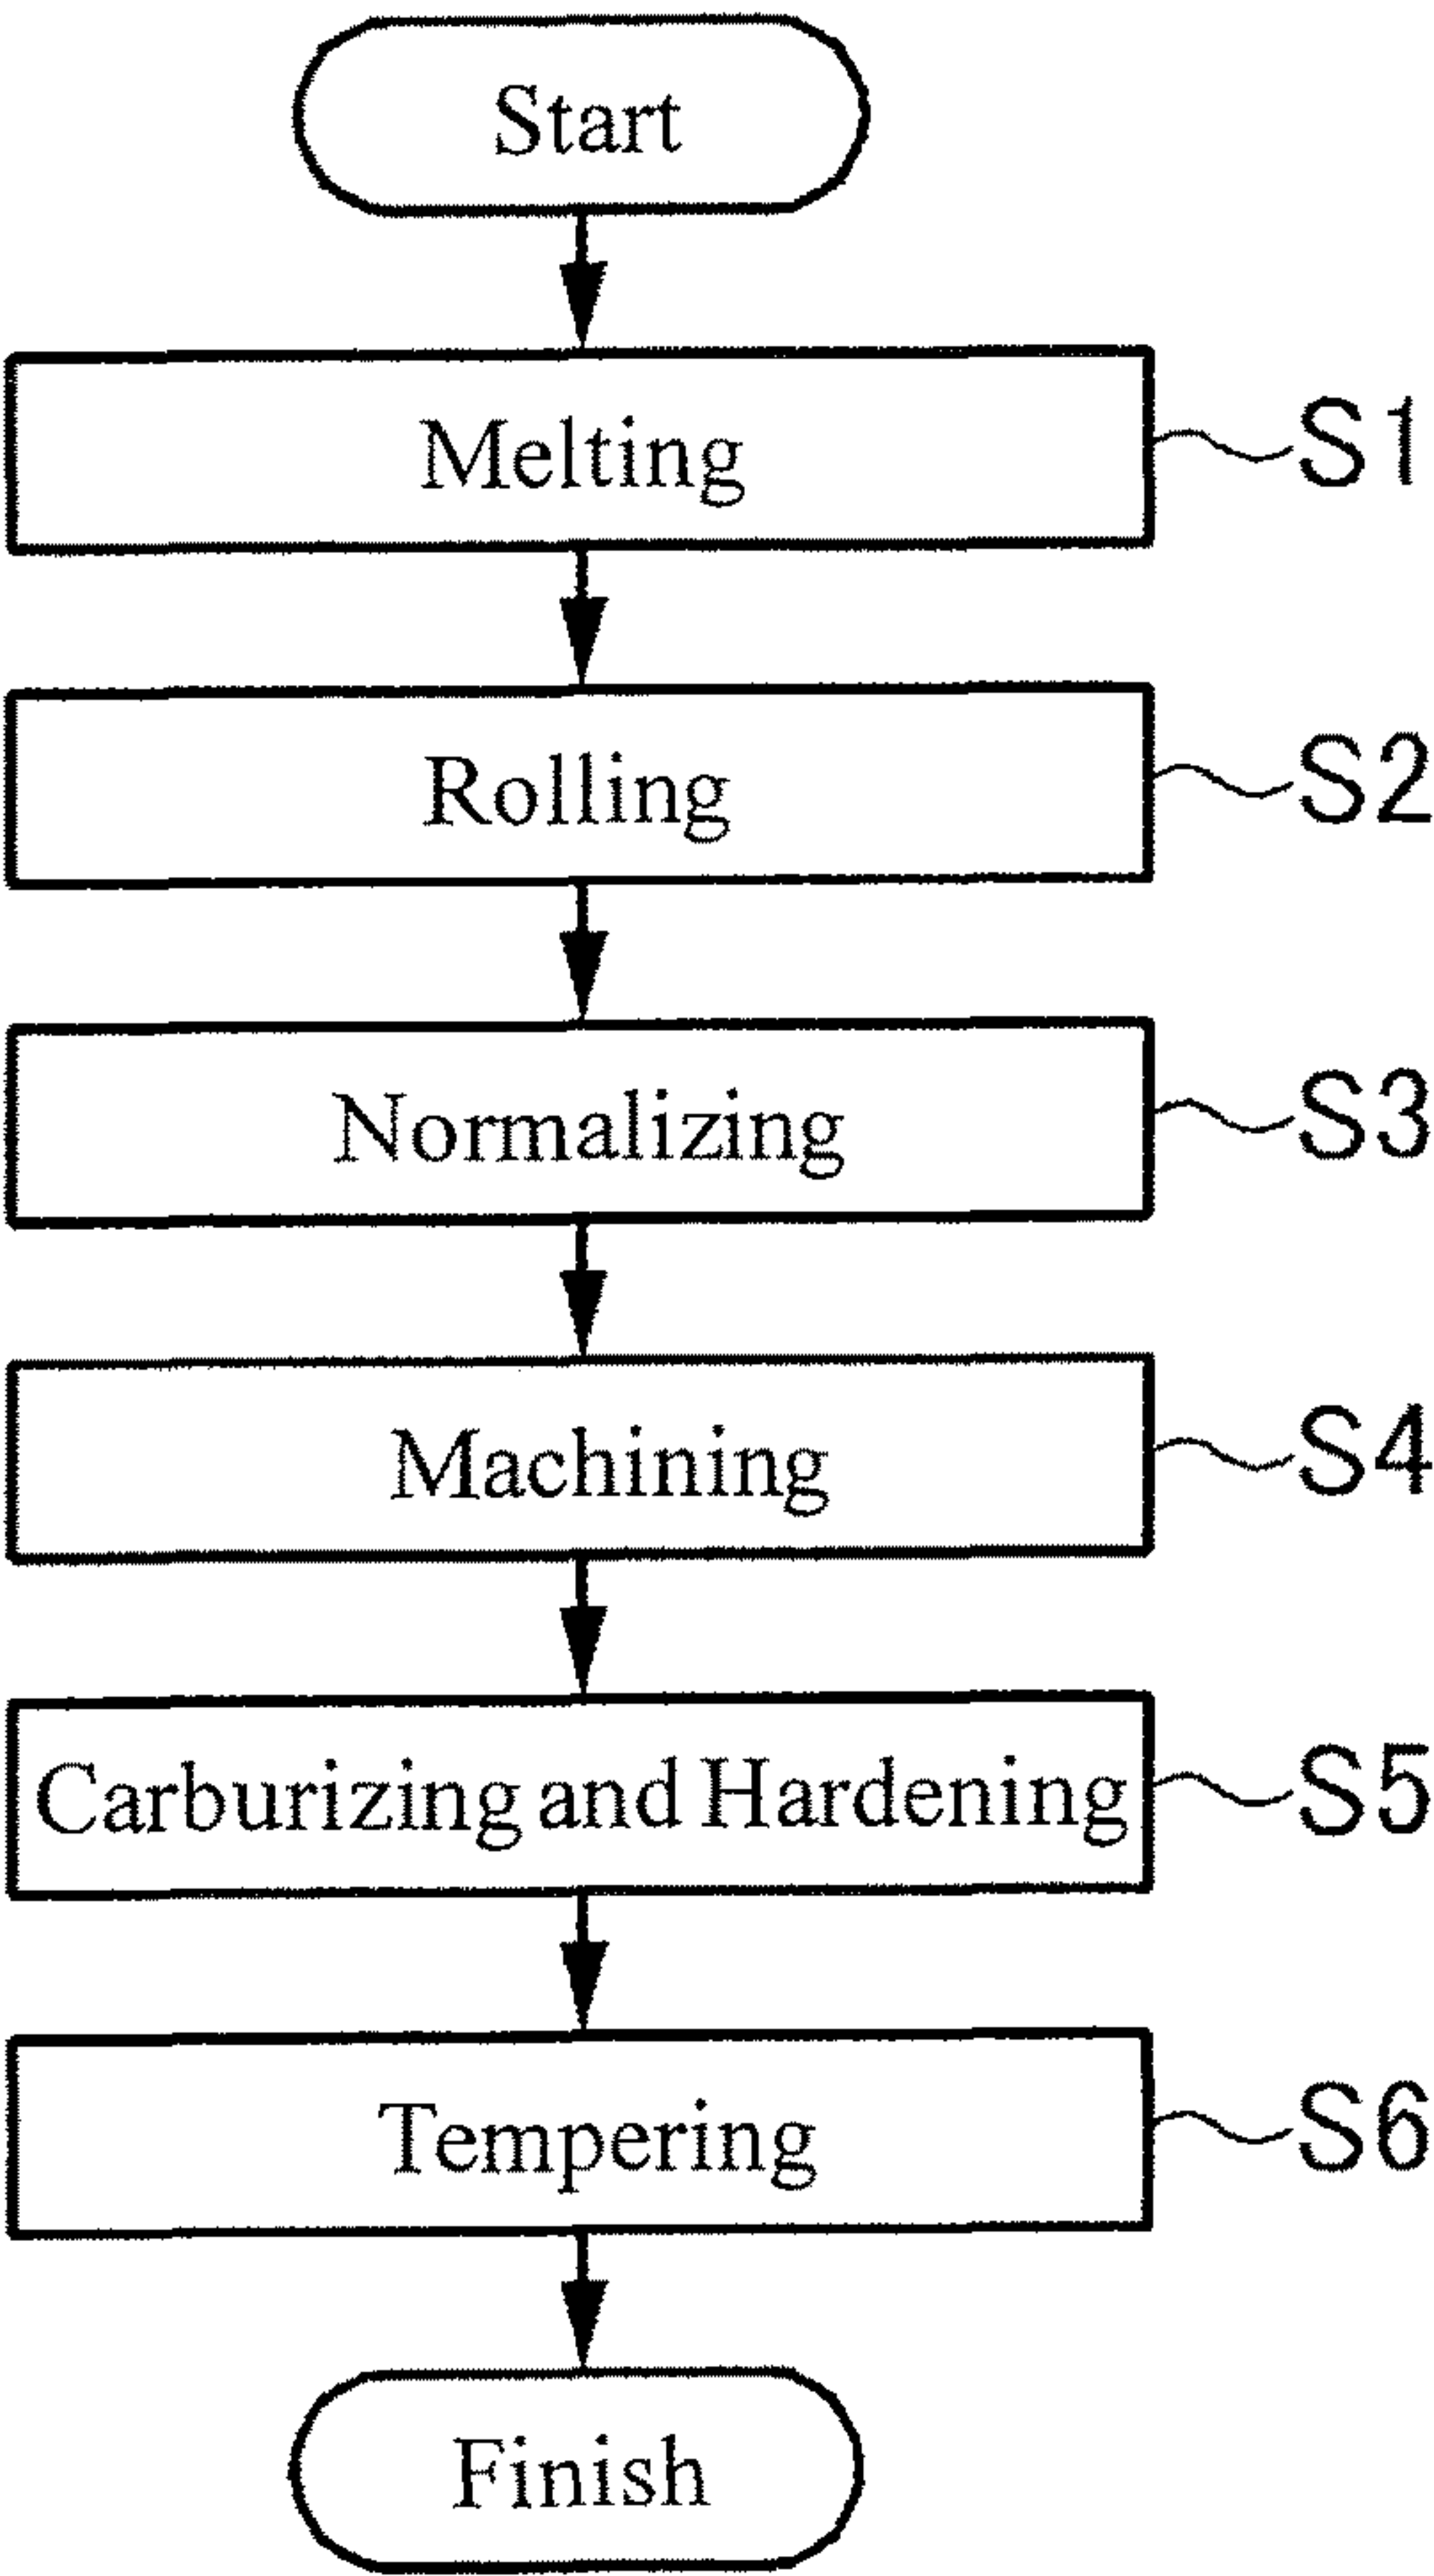 Start
Melting S1
Rolling S2
Normalizing S3
Machining S4
Carburizing and Hardening S5
Tempering S6
Finish